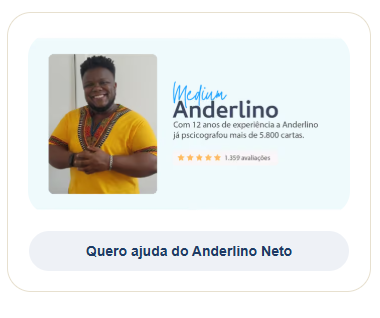 Medium
Anderlino
Com 12 anos de experiência a Anderlino
já pscicografou mais de 5.800 cartas.
1.359 avaliações
Quero ajuda do Anderlino Neto